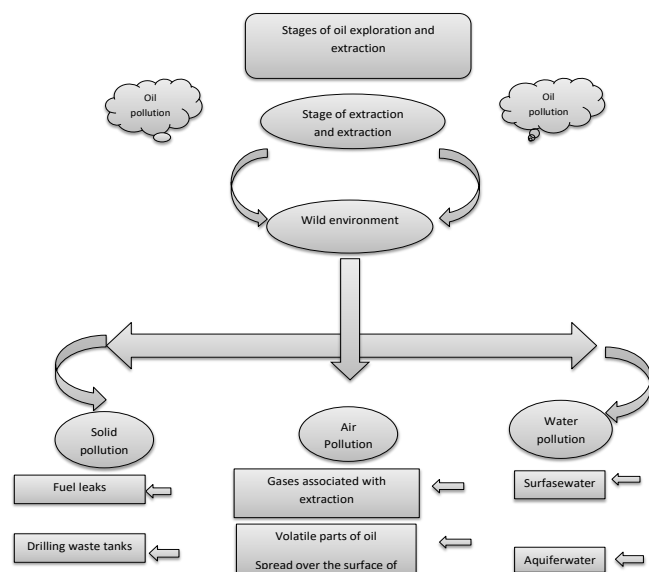 Stages of oil exploration and
extraction
Oil
pollution
Stage of extraction
and extraction
Oil
pollution
Wild environment
Solid
pollution
Air
Pollution
Water
pollution
Fuel leaks
Gases associated with
extraction
Surfasewater
Drilling waste tanks
Volatile parts of oil
Spread over the surface of
Aquiferwater